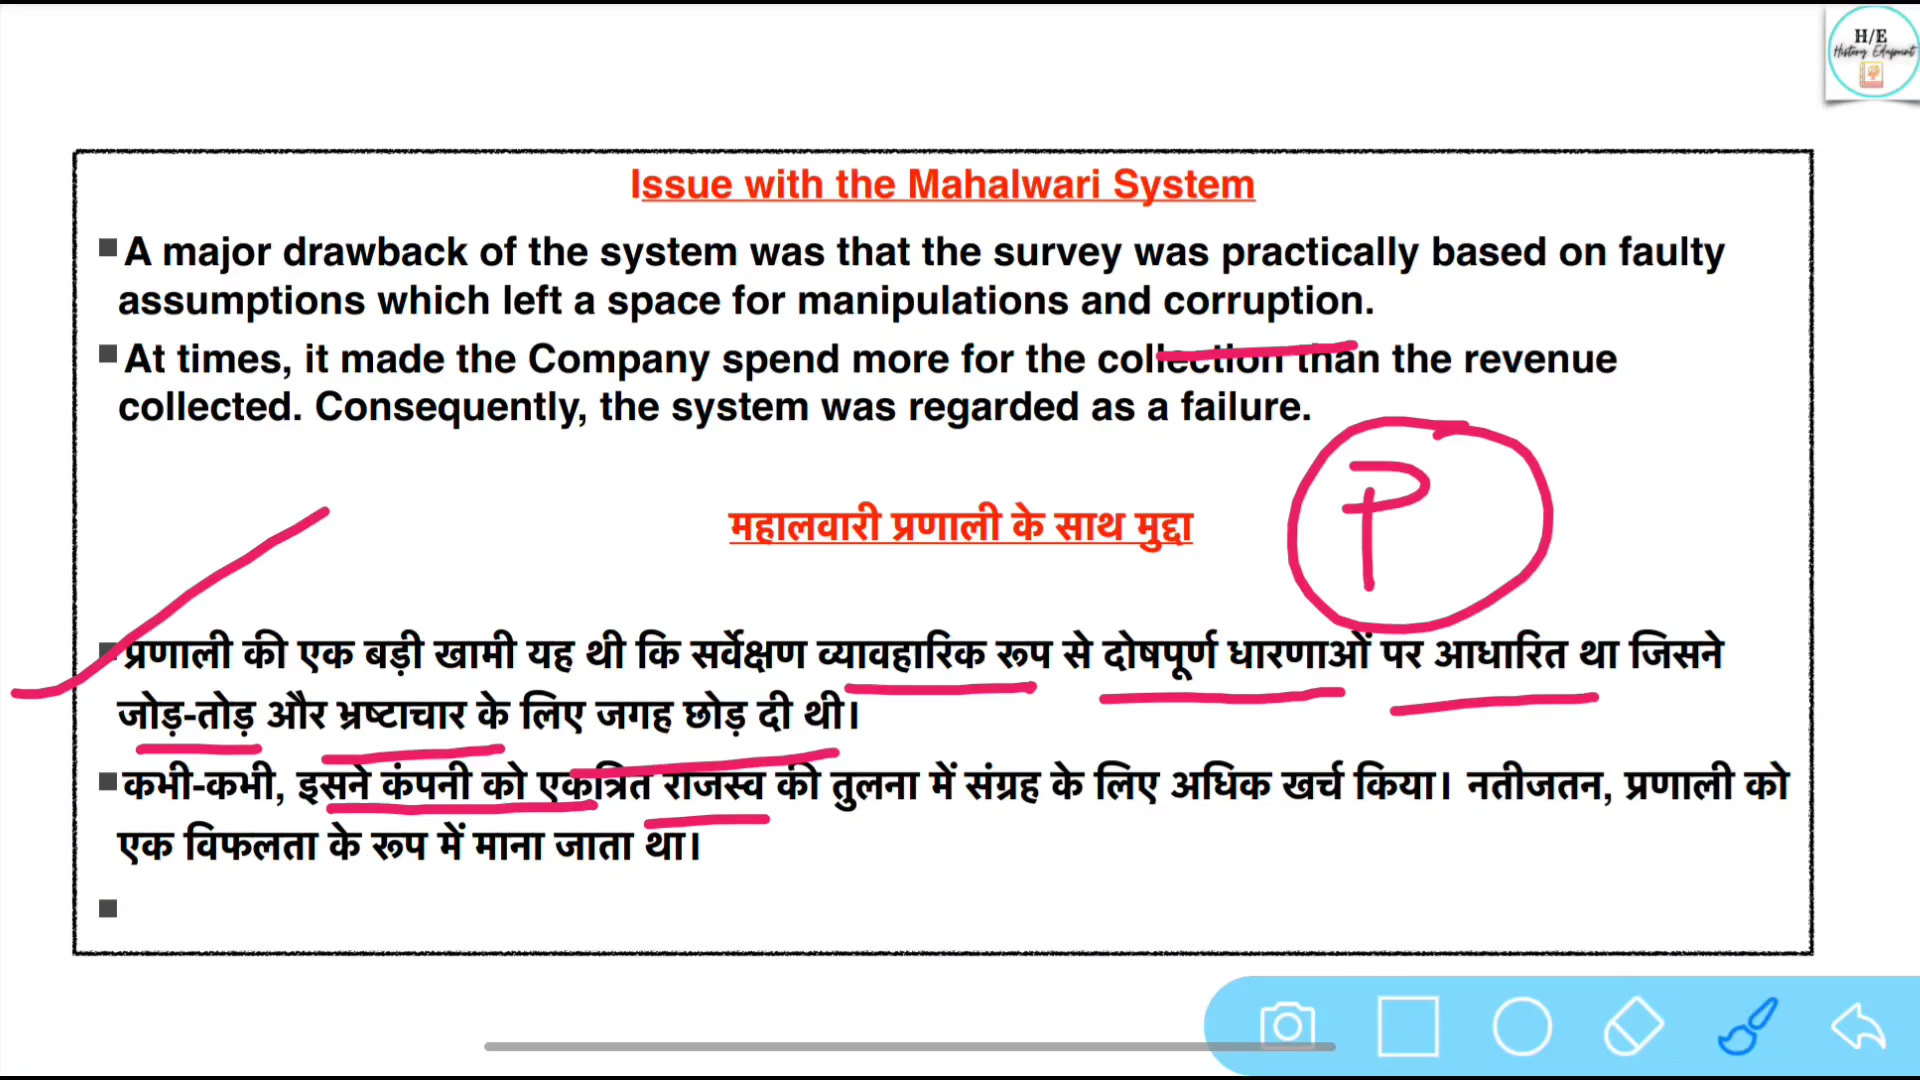 H/E
History Edupoint
Issue with the Mahalwari System
A major drawback of the system was that the survey was practically based on faulty
assumptions which left a space for manipulations and corruption.
At times, it made the Company spend more for the collection than the revenue
collected. Consequently, the system was regarded as a failure.
P
महालवारी प्रणाली के साथ मुद्दा
प्रणाली की एक बड़ी खामी यह थी कि सर्वेक्षण व्यावहारिक रूप से दोषपूर्ण धारणाओं पर आधारित था जिसने
जोड़-तोड़ और भ्रष्टाचार के लिए जगह छोड़ दी थी।
कभी-कभी, इसने कंपनी को एकत्रित राजस्व की तुलना में संग्रह के लिए अधिक खर्च किया। नतीजतन, प्रणाली को
एक विफलता के रूप में माना जाता था।